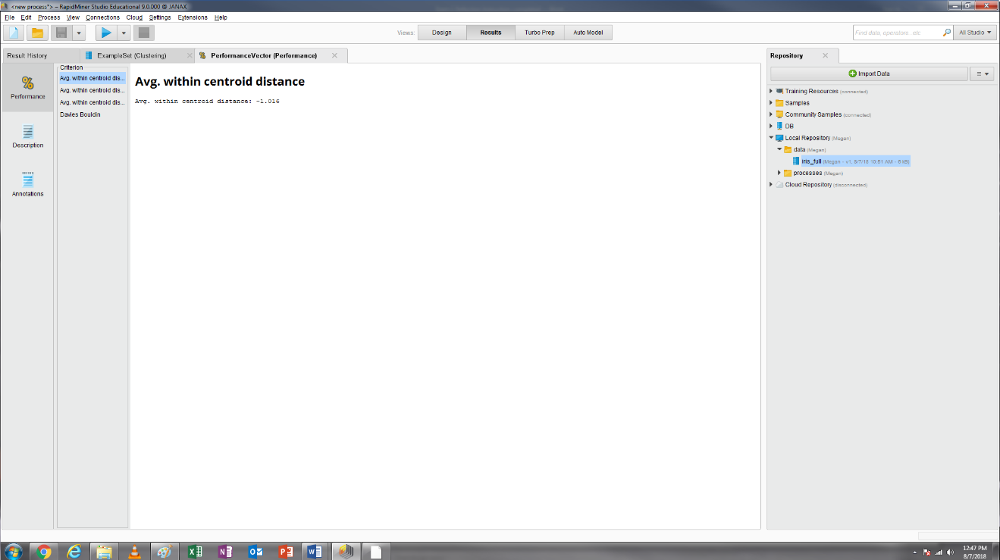 <new process*> – RapidMiner Studio Educational 9.0.000 @ JANAX
File Edit Process View Connections Cloud Settings Extensions Help
Views: Design Results Turbo Prep Auto Model
Find data, operators...etc All Studio ▼
Result History
ExampleSet (Clustering)
PerformanceVector (Performance)
Repository
Criterion
Avg. within centroid dis...
Avg. within centroid dis...
Avg. within centroid dis...
Davies Bouldin
%
Performance
Description
Annotations
Avg. within centroid distance
Avg. within centroid distance: -1.016
Import Data
Training Resources (connected)
Samples
Community Samples (connected)
DB
Local Repository (Megan)
data (Megan)
iris_full (Megan - v1, 8/7/18 10:51 AM - 6 kB)
processes (Megan)
Cloud Repository (disconnected)
12:47 PM
8/7/2018